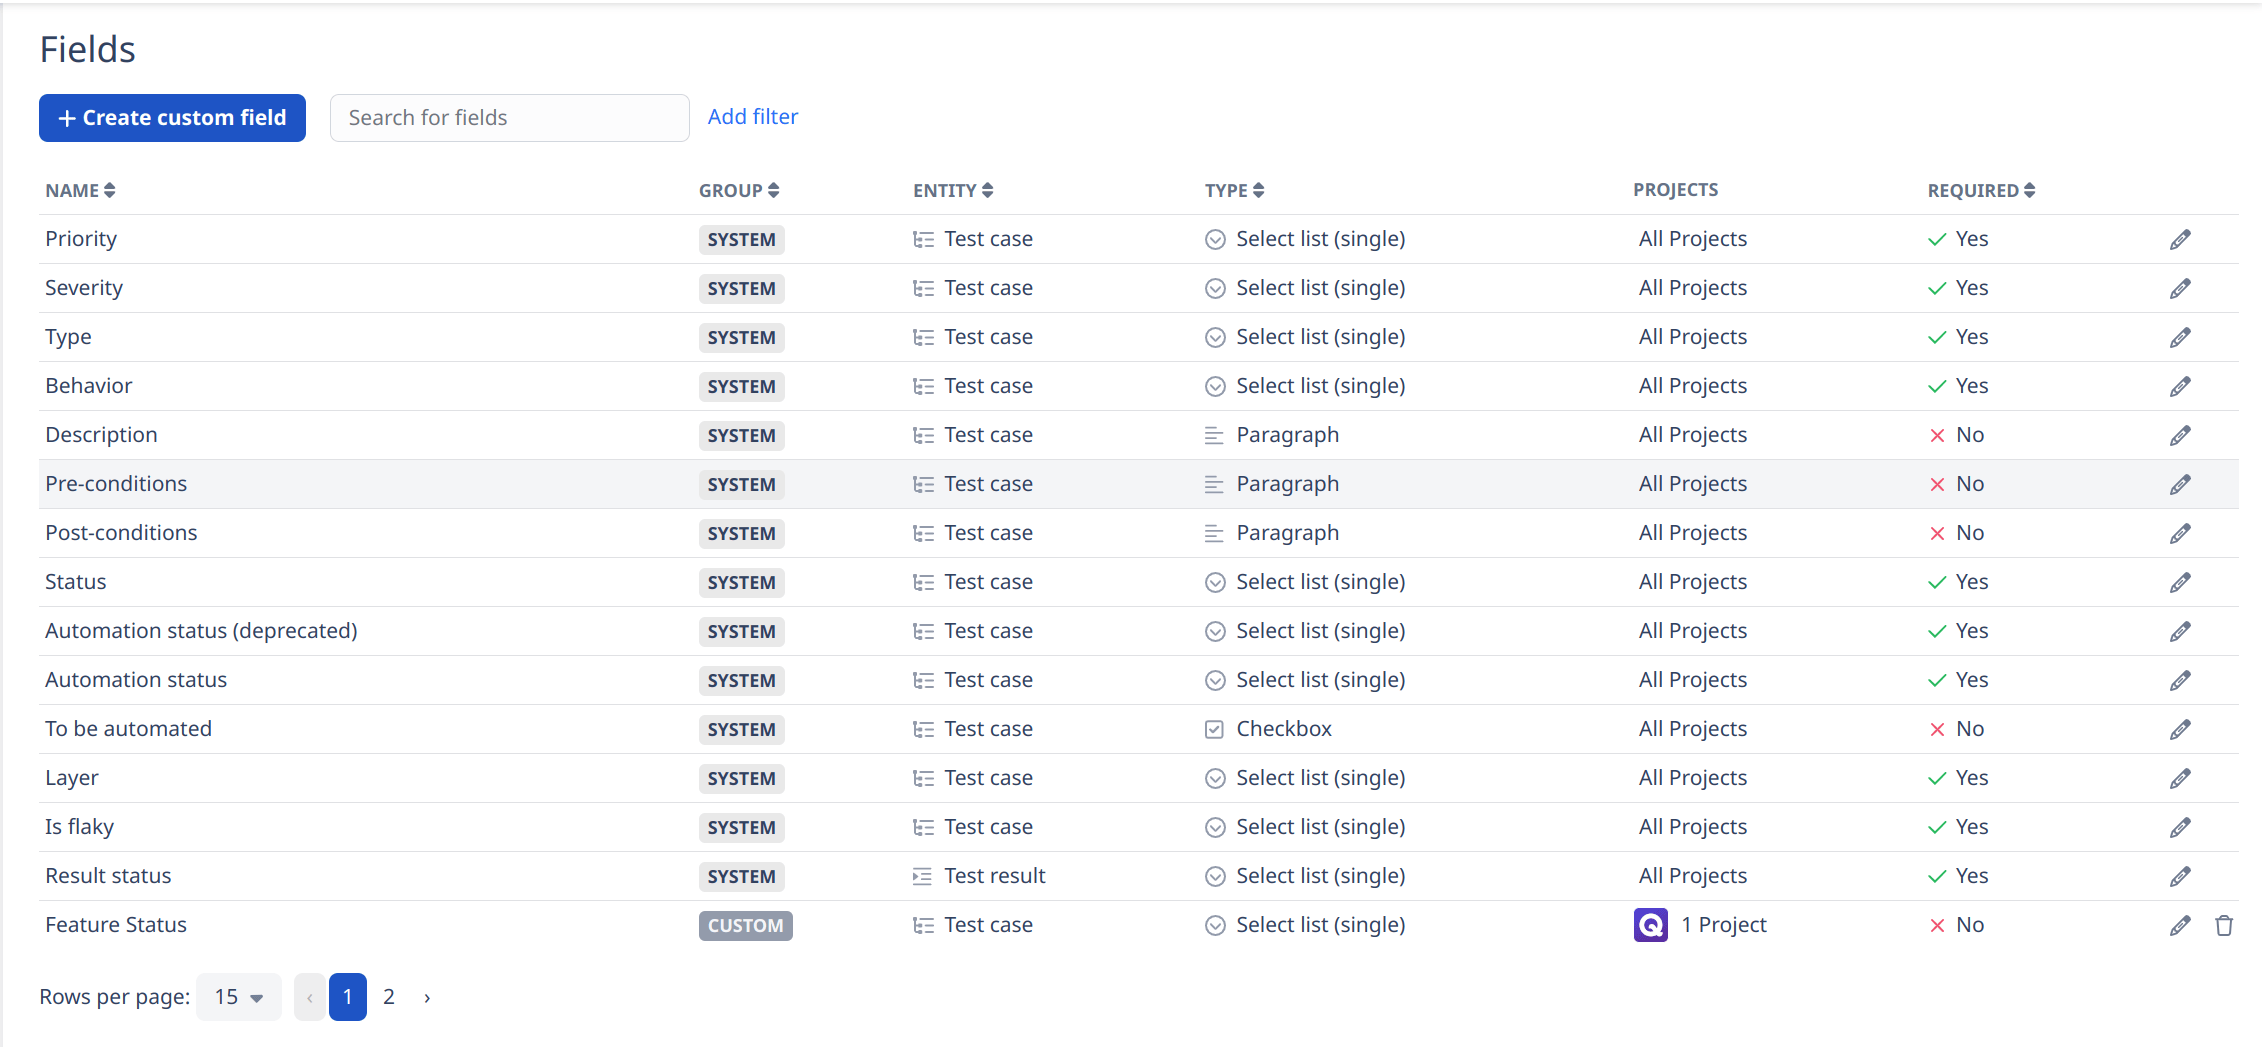 Fields
+ Create custom field Search for fields Add filter
NAME GROUP ENTITY TYPE PROJECTS REQUIRED
Priority SYSTEM Test case Select list (single) All Projects Yes
Severity SYSTEM Test case Select list (single) All Projects Yes
Type SYSTEM Test case Select list (single) All Projects Yes
Behavior SYSTEM Test case Select list (single) All Projects Yes
Description SYSTEM Test case Paragraph All Projects No
Pre-conditions SYSTEM Test case Paragraph All Projects No
Post-conditions SYSTEM Test case Paragraph All Projects No
Status SYSTEM Test case Select list (single) All Projects Yes
Automation status (deprecated) SYSTEM Test case Select list (single) All Projects Yes
Automation status SYSTEM Test case Select list (single) All Projects Yes
To be automated SYSTEM Test case Checkbox All Projects No
Layer SYSTEM Test case Select list (single) All Projects Yes
Is flaky SYSTEM Test case Select list (single) All Projects Yes
Result status SYSTEM Test result Select list (single) All Projects Yes
Feature Status CUSTOM Test case Select list (single) 1 Project No
Rows per page: 15 ‹ 1 2 ›